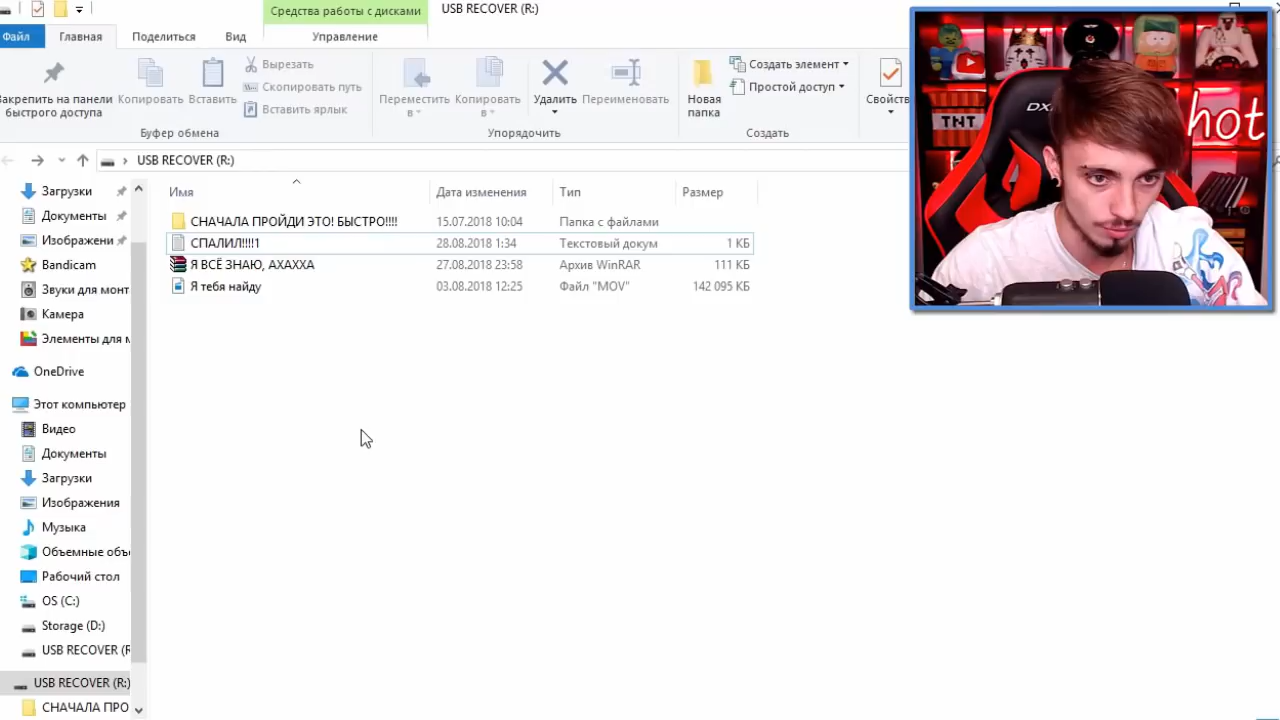 Средства работы с дисками USB RECOVER (R:)
Файл Главная Поделиться Вид Управление
Закрепить на панели быстрого доступа
Копировать
Вставить
Вырезать
Скопировать путь
Вставить ярлык
Буфер обмена
Переместить в
Копировать в
Удалить
Переименовать
Упорядочить
Новая папка
Создать элемент
Простой доступ
Создать
Свойства
USB RECOVER (R:)
Имя Дата изменения Тип Размер
СНАЧАЛА ПРОЙДИ ЭТО! БЫСТРО!!!! 15.07.2018 10:04 Папка с файлами
СПАЛИЛ!!!!1 28.08.2018 1:34 Текстовый докум 1 КБ
Я ВСЁ ЗНАЮ, АХАХХА 27.08.2018 23:58 Архив WinRAR 111 КБ
Я тебя найду 03.08.2018 12:25 Файл "MOV" 142 095 КБ
Загрузки
Документы
Изображени
Bandicam
Звуки для монт
Камера
Элементы для м
OneDrive
Этот компьютер
Видео
Документы
Загрузки
Изображения
Музыка
Объемные объ
Рабочий стол
OS (C:)
Storage (D:)
USB RECOVER (R
USB RECOVER (R:)
СНАЧАЛА ПРО
DX
TNT
hot